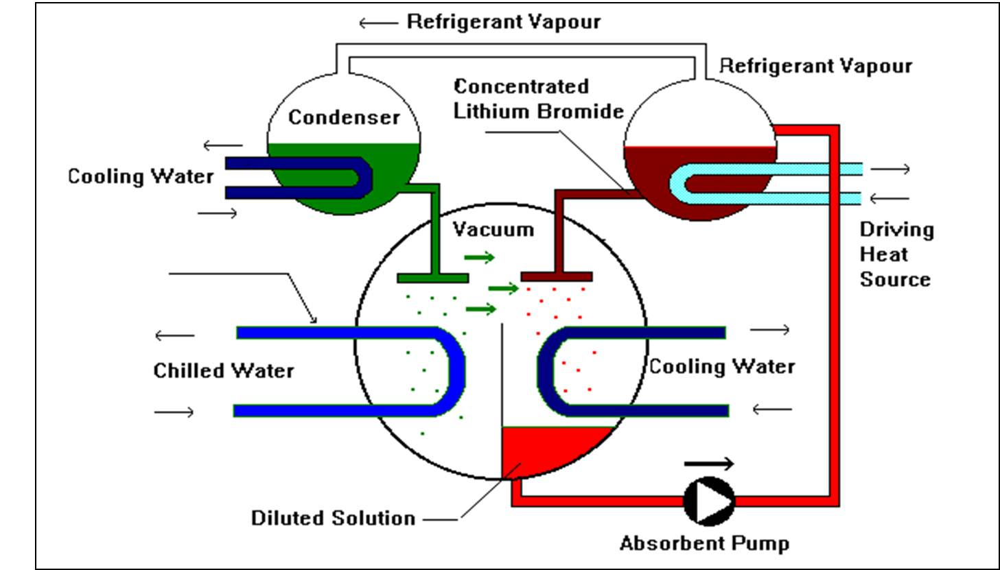 Refrigerant Vapour
Refrigerant Vapour
Concentrated
Lithium Bromide
Condenser
Cooling Water
Vacuum
Driving
Heat
Source
Chilled Water
Cooling Water
Diluted Solution
Absorbent Pump